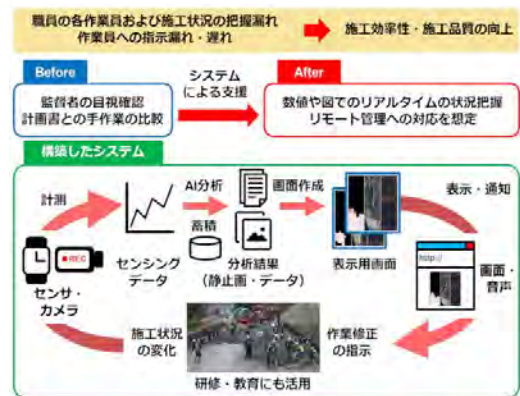 職員の各作業員および施工状況の把握漏れ
作業員への指示漏れ・遅れ
施工効率性・施工品質の向上
Before
システム
による支援
After
監督者の目視確認
計画書との手作業の比較
数値や図でのリアルタイムの状況把握
リモート管理への対応を想定
構築したシステム
計測
AI分析
画面作成
表示・通知
蓄積
REC
センサ・
カメラ
センシング
データ
分析結果
(静止画・データ)
表示用画面
http://
画面・
音声
施工状況
の変化
作業修正
の指示
研修・教育にも活用